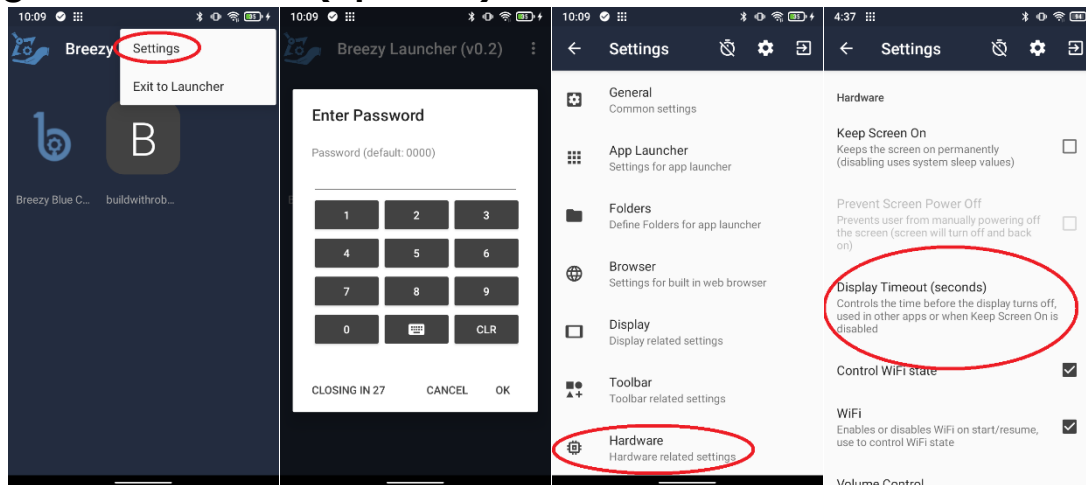 10:09
Breezy
Settings
Exit to Launcher
b
B
Breezy Blue C...
buildwithrob...
10:09
Breezy Launcher (v0.2)
Enter Password
Password (default: 0000)
1 2 3
4 5 6
7 8 9
0 CLR
CLOSING IN 27 CANCEL OK
10:09
Settings
General
Common settings
App Launcher
Settings for app launcher
Folders
Define Folders for app launcher
Browser
Settings for built in web browser
Display
Display related settings
Toolbar
Toolbar related settings
Hardware
Hardware related settings
4:37
Settings
Hardware
Keep Screen On
Keeps the screen on permanently
(disabling uses system sleep values)
Prevent Screen Power Off
Prevents user from manually powering off
the screen (screen will turn off and back
on)
Display Timeout (seconds)
Controls the time before the display turns off,
used in other apps or when Keep Screen On is
disabled
Control WiFi state
WiFi
Enables or disables WiFi on start/resume,
use to control WiFi state
Volume Control